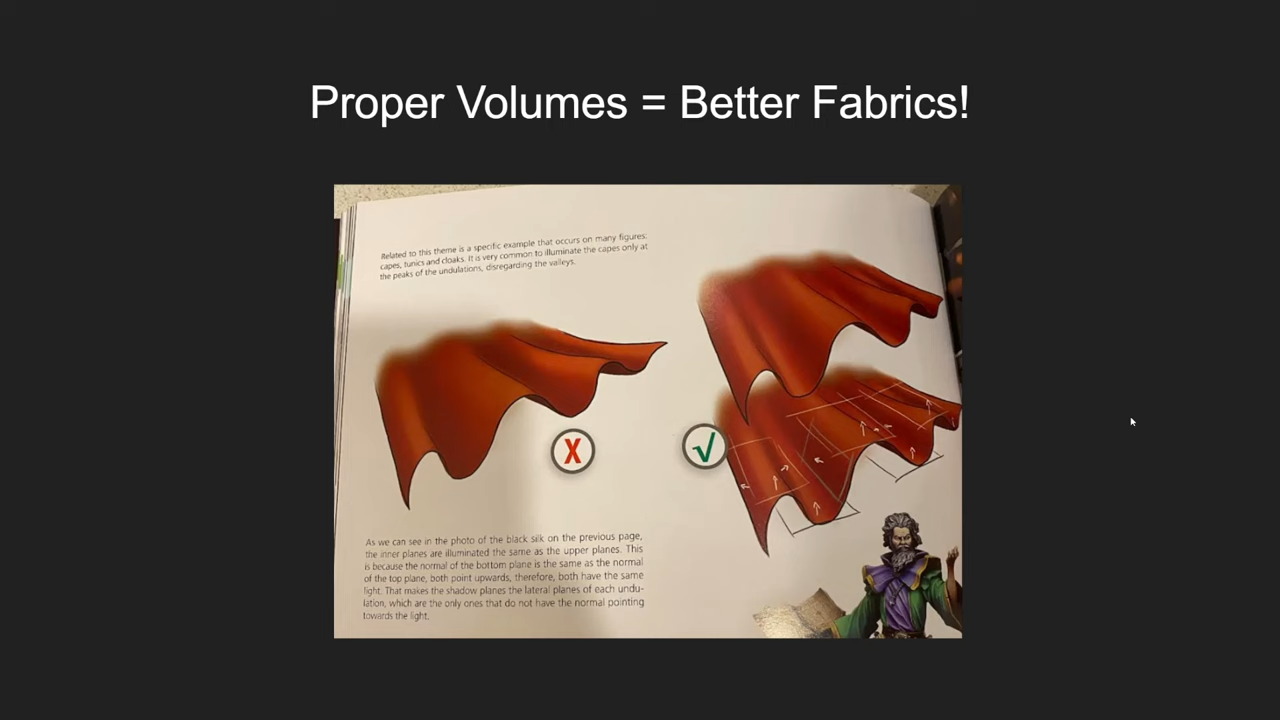 Proper Volumes = Better Fabrics!
Related to this theme is a specific example that occurs on many figures:
capes, tunics and cloaks. It is very common to illuminate the capes only at
the peaks of the undulations, disregarding the valleys.
X
√
As we can see in the photo of the black silk on the previous page,
the inner planes are illuminated the same as the upper planes. This
is because the normal of the bottom plane is the same as the normal
of the top plane, both point upwards, therefore, both have the same
light. That makes the shadow planes the lateral planes of each undu-
lation, which are the only ones that do not have the normal pointing
towards the light.